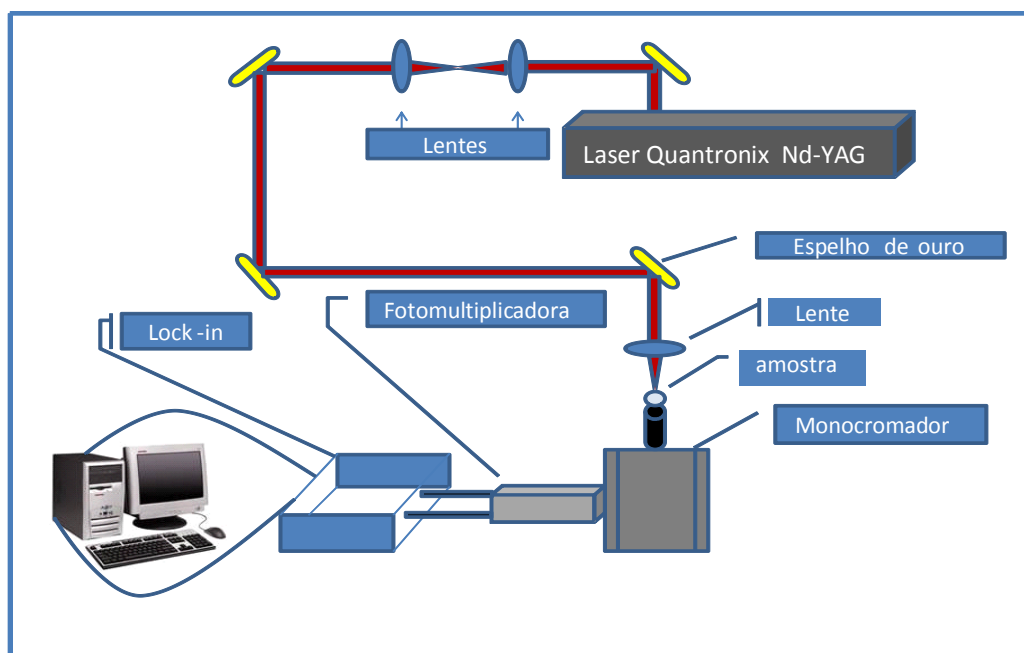 Lentes
Laser Quantronix Nd-YAG
Espelho de ouro
Fotomultiplicadora
Lente
Lock-in
amostra
Monocromador